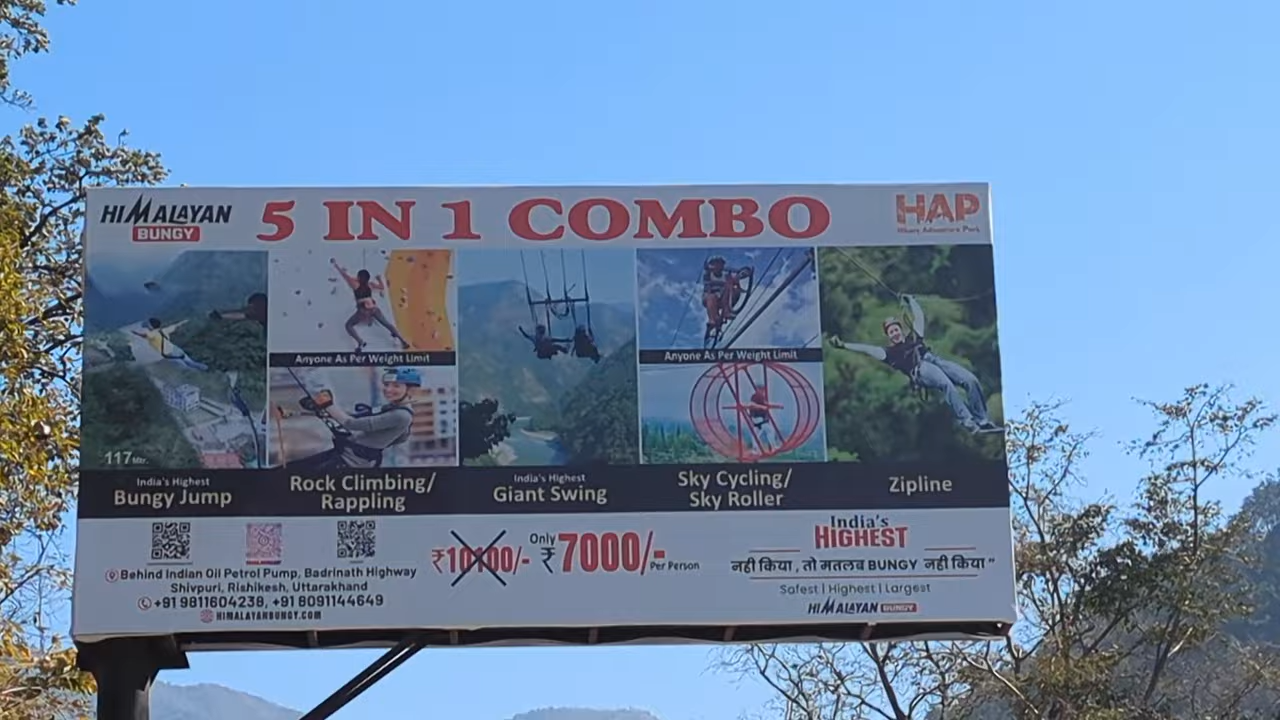 HIMALAYAN
BUNGY
5 IN 1 COMBO
HAP
Hikers Adventure Park
Anyone As Per Weight Limit
Anyone As Per Weight Limit
117 Mtr.
India's Highest
Bungy Jump
Rock Climbing/
Rappling
India's Highest
Giant Swing
Sky Cycling/
Sky Roller
Zipline
Behind Indian Oil Petrol Pump, Badrinath Highway
Shivpuri, Rishikesh, Uttarakhand
+91 9811604238, +91 8091144649
HIMALAYANBUNGY.COM
₹10100/-
Only ₹7000/- Per Person
India's
HIGHEST
नही किया, तो मतलब BUNGY नही किया"
Safest | Highest | Largest
HIMALAYAN BUNGY